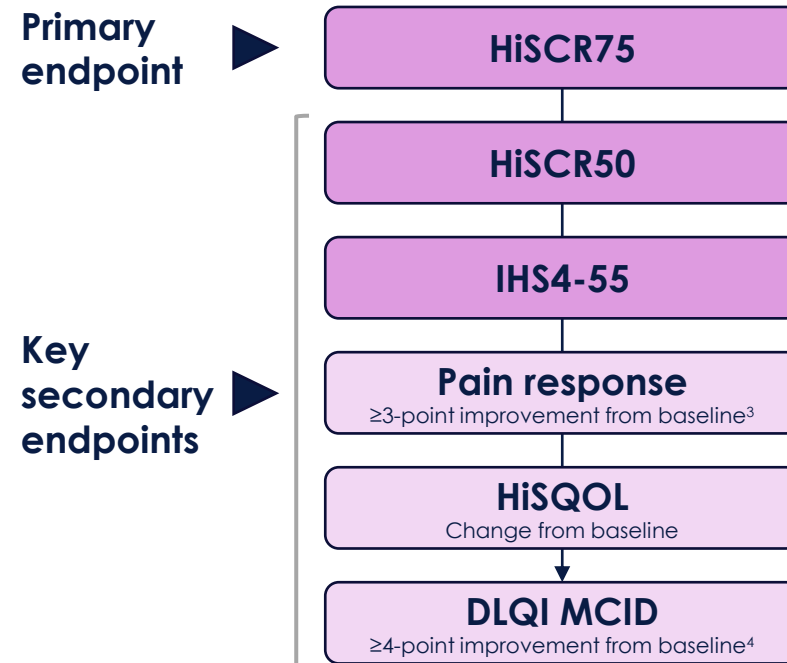 Primary
endpoint
HiSCR75
HiSCR50
IHS4-55
Key
secondary
endpoints
Pain response
≥3-point improvement from baseline³
HiSQOL
Change from baseline
DLQI MCID
≥4-point improvement from baseline⁴